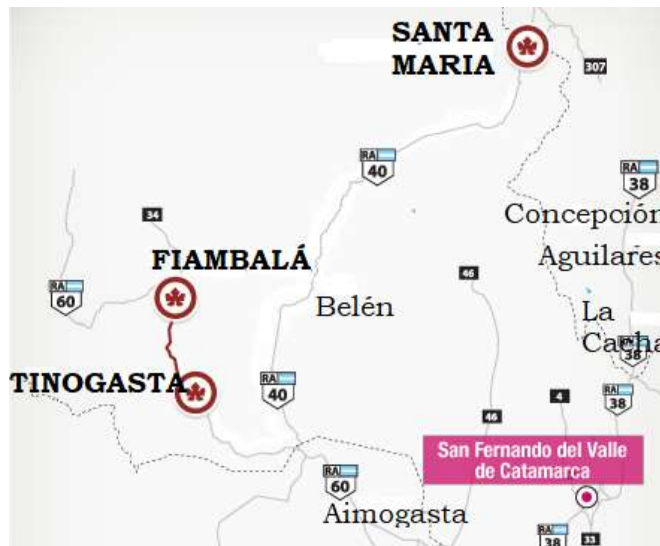 SANTA
MARIA
307
RA
40
RA
38
34
Concepción
FIAMBALÁ
46
Aguilares
RA
60
Belén
La
Cacha
38
TINOGASTA
RA
40
4
RA
38
46
San Fernando del Valle
de Catamarca
RA
60
Aimogasta
RA
38
33